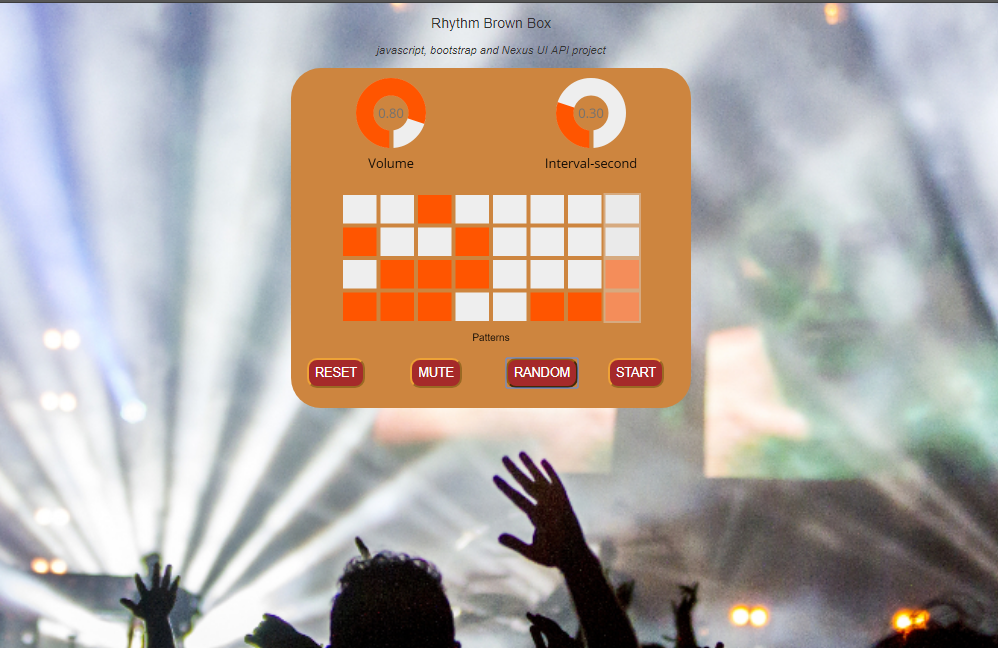 Rhythm Brown Box
javascript, bootstrap and Nexus UI API project
0.80 0.30
Volume Interval-second
Patterns
RESET MUTE RANDOM START